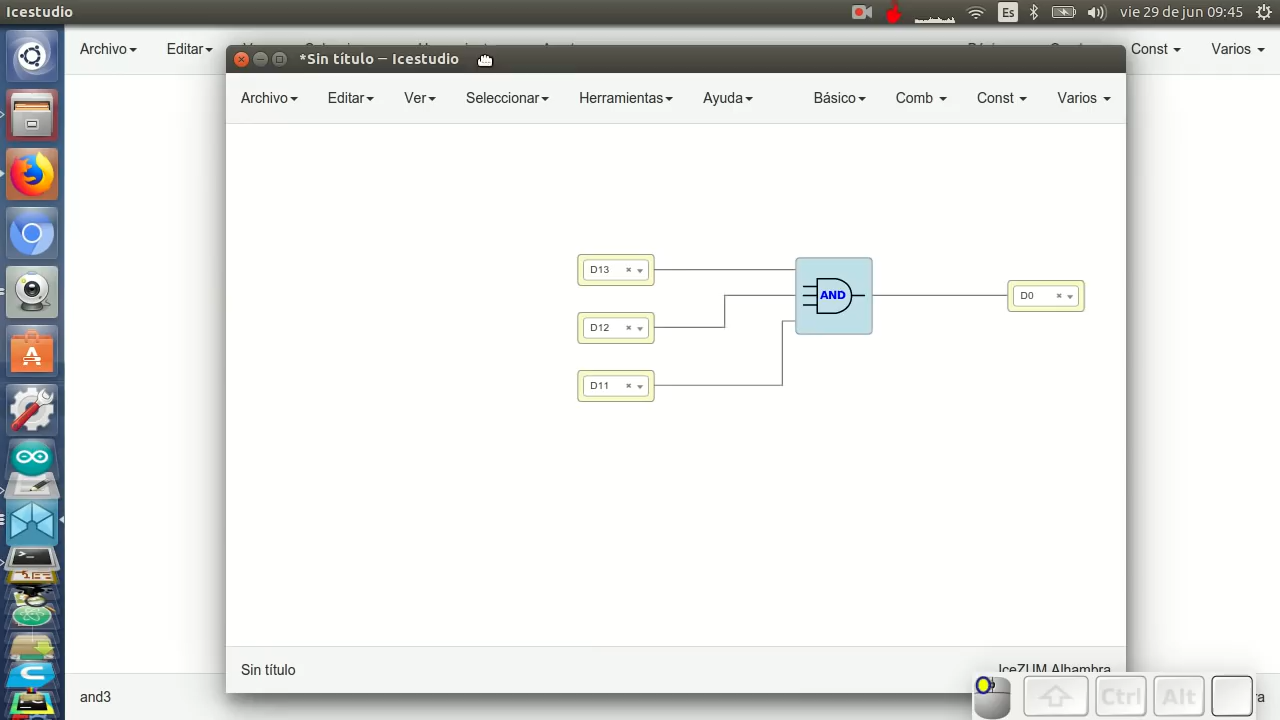 Icestudio
Es
vie 29 de jun 09:45
Archivo
Editar
Const
Varios
*Sin título – Icestudio
Archivo
Editar
Ver
Seleccionar
Herramientas
Ayuda
Básico
Comb
Const
Varios
D13
D12
D11
AND
D0
Sin título
IceZUM Alhambra
and3
Ctrl
Alt